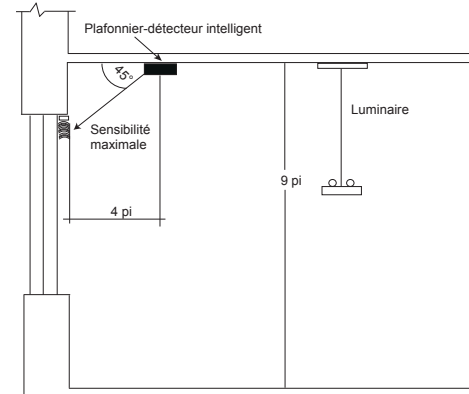 Plafonnier-détecteur intelligent
45°
Sensibilité
maximale
Luminaire
9 pi
4 pi